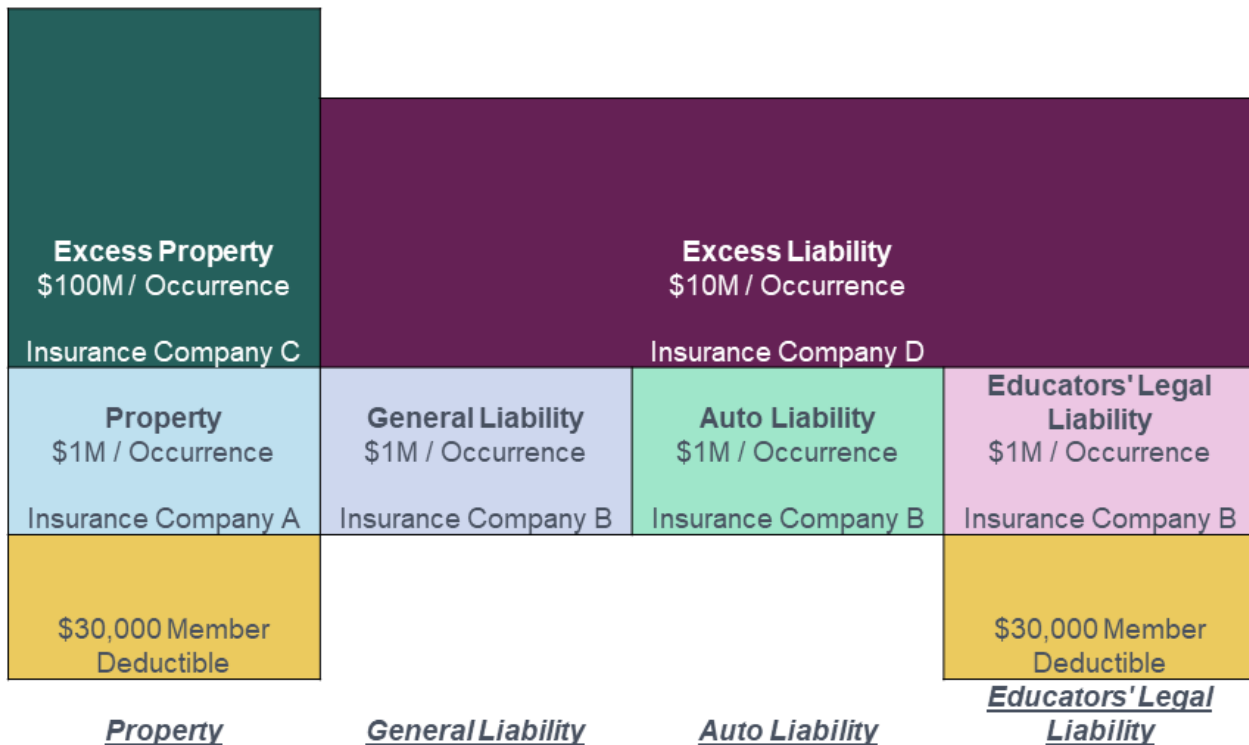 Excess Property
$100M / Occurrence
Insurance Company C
Excess Liability
$10M / Occurrence
Insurance Company D
Property
$1M / Occurrence
Insurance Company A
General Liability
$1M / Occurrence
Insurance Company B
Auto Liability
$1M / Occurrence
Insurance Company B
Educators' Legal
Liability
$1M / Occurrence
Insurance Company B
$30,000 Member
Deductible
$30,000 Member
Deductible
Property
General Liability
Auto Liability
Educators' Legal
Liability